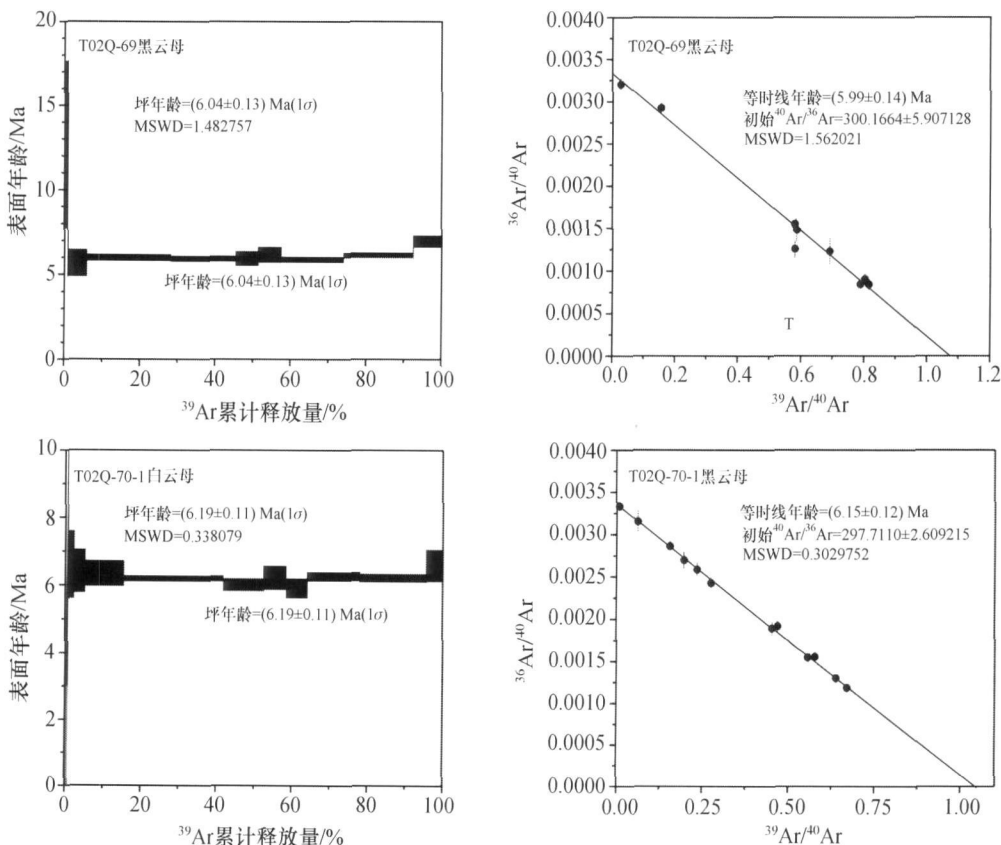 T02Q-69黑云母
坪年龄=(6.04±0.13) Ma(1σ)
MSWD=1.482757
坪年龄=(6.04±0.13) Ma(1σ)
表面年龄/Ma
20
15
10
5
0
0 20 40 60 80 100
³⁹Ar累计释放量/%
T02Q-69黑云母
等时线年龄=(5.99±0.14) Ma
初始⁴⁰Ar/³⁶Ar=300.1664±5.907128
MSWD=1.562021
T
³⁶Ar/⁴⁰Ar
0.0040
0.0035
0.0030
0.0025
0.0020
0.0015
0.0010
0.0005
0.0000
0.0 0.2 0.4 0.6 0.8 1.0 1.2
³⁹Ar/⁴⁰Ar
T02Q-70-1白云母
坪年龄=(6.19±0.11) Ma(1σ)
MSWD=0.338079
坪年龄=(6.19±0.11) Ma(1σ)
表面年龄/Ma
10
8
6
4
2
0
0 20 40 60 80 100
³⁹Ar累计释放量/%
T02Q-70-1黑云母
等时线年龄=(6.15±0.12) Ma
初始⁴⁰Ar/³⁶Ar=297.7110±2.609215
MSWD=0.3029752
³⁶Ar/⁴⁰Ar
0.0040
0.0035
0.0030
0.0025
0.0020
0.0015
0.0010
0.0005
0.0000
0.00 0.25 0.50 0.75 1.00
³⁹Ar/⁴⁰Ar